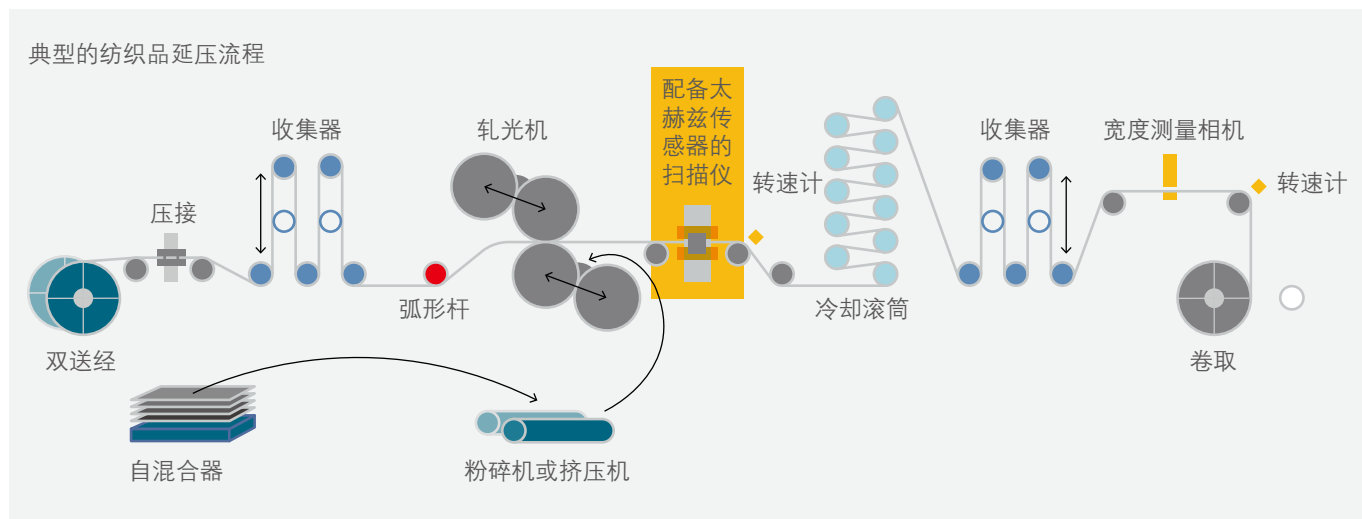 典型的纺织品延压流程
收集器
轧光机
配备太
赫兹传
感器的
扫描仪
收集器
宽度测量相机
转速计
转速计
压接
弧形杆
冷却滚筒
双送经
卷取
自混合器
粉碎机或挤压机